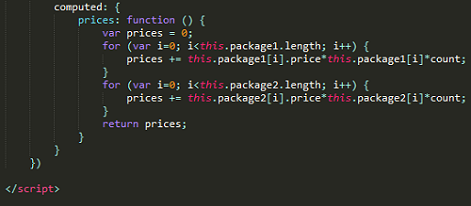 computed: {
prices: function () {
var prices = 0;
for (var i=0; i<this.package1.length; i++) {
prices += this.package1[i].price*this.package1[i]*count;
}
for (var i=0; i<this.package2.length; i++) {
prices += this.package2[i].price*this.package2[i]*count;
}
return prices;
}
}
})
</script>